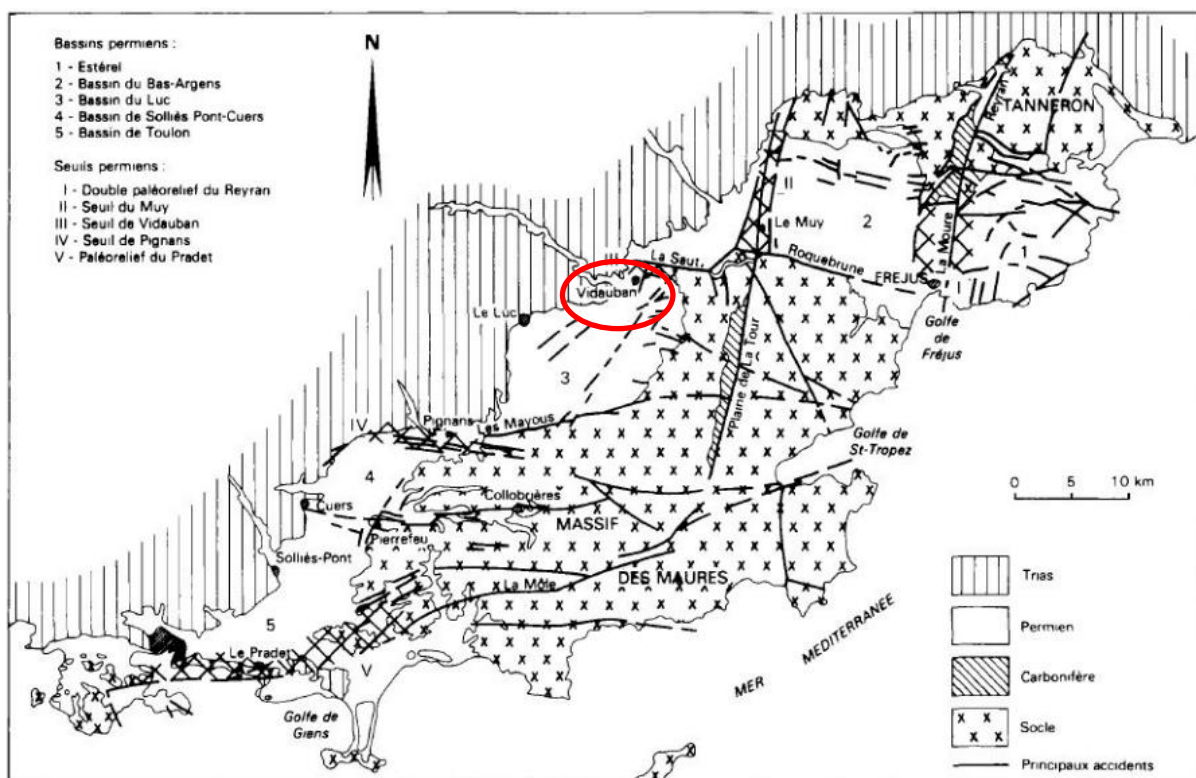 Bassins permiens :
1 - Estérel
2 - Bassin du Bas-Argens
3 - Bassin du Luc
4 - Bassin de Solliès Pont-Cuers
5 - Bassin de Toulon
Seuils permiens :
I - Double paléorelief du Reyran
II - Seuil du Muy
III - Seuil de Vidauban
IV - Seuil de Pignans
V - Paléorelief du Pradet
N
Reyran
TANNERON
II
Le Muy
2
La Moure
1
III
La Saut
Roquebrune
FRÉJUS
Vidauban
Le Luc
Golfe
de
Fréjus
3
Plaine de La Tour
Pignans
Les Mayous
IV
Golfe de
St-Tropez
4
Collobrières
0 5 10 km
Cuers
MASSIF
Pierrefeu
Solliès-Pont
La Môle
DES MAURES
5
Le Pradet
V
MER MEDITERRANÉE
Golfe de
Giens
Trias
Permien
Carbonifère
Socle
Principaux accidents